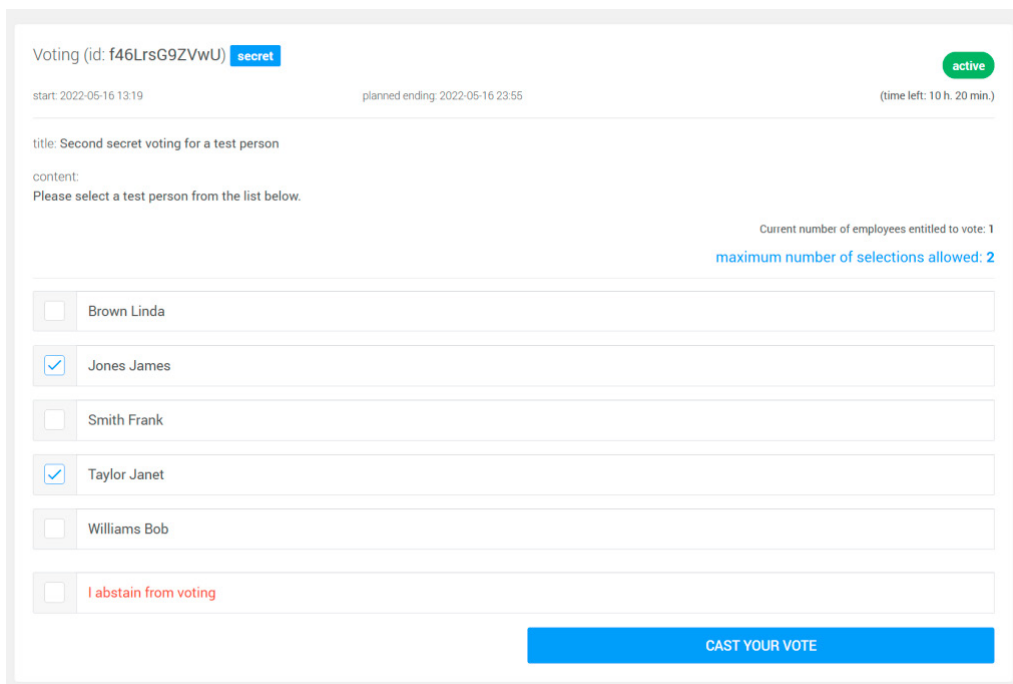 Voting (id: f46LrsG9ZVwU) secret
active
start: 2022-05-16 13:19 planned ending: 2022-05-16 23:55 (time left: 10 h. 20 min.)
title: Second secret voting for a test person
content:
Please select a test person from the list below.
Current number of employees entitled to vote: 1
maximum number of selections allowed: 2
Brown Linda
Jones James
Smith Frank
Taylor Janet
Williams Bob
I abstain from voting
CAST YOUR VOTE